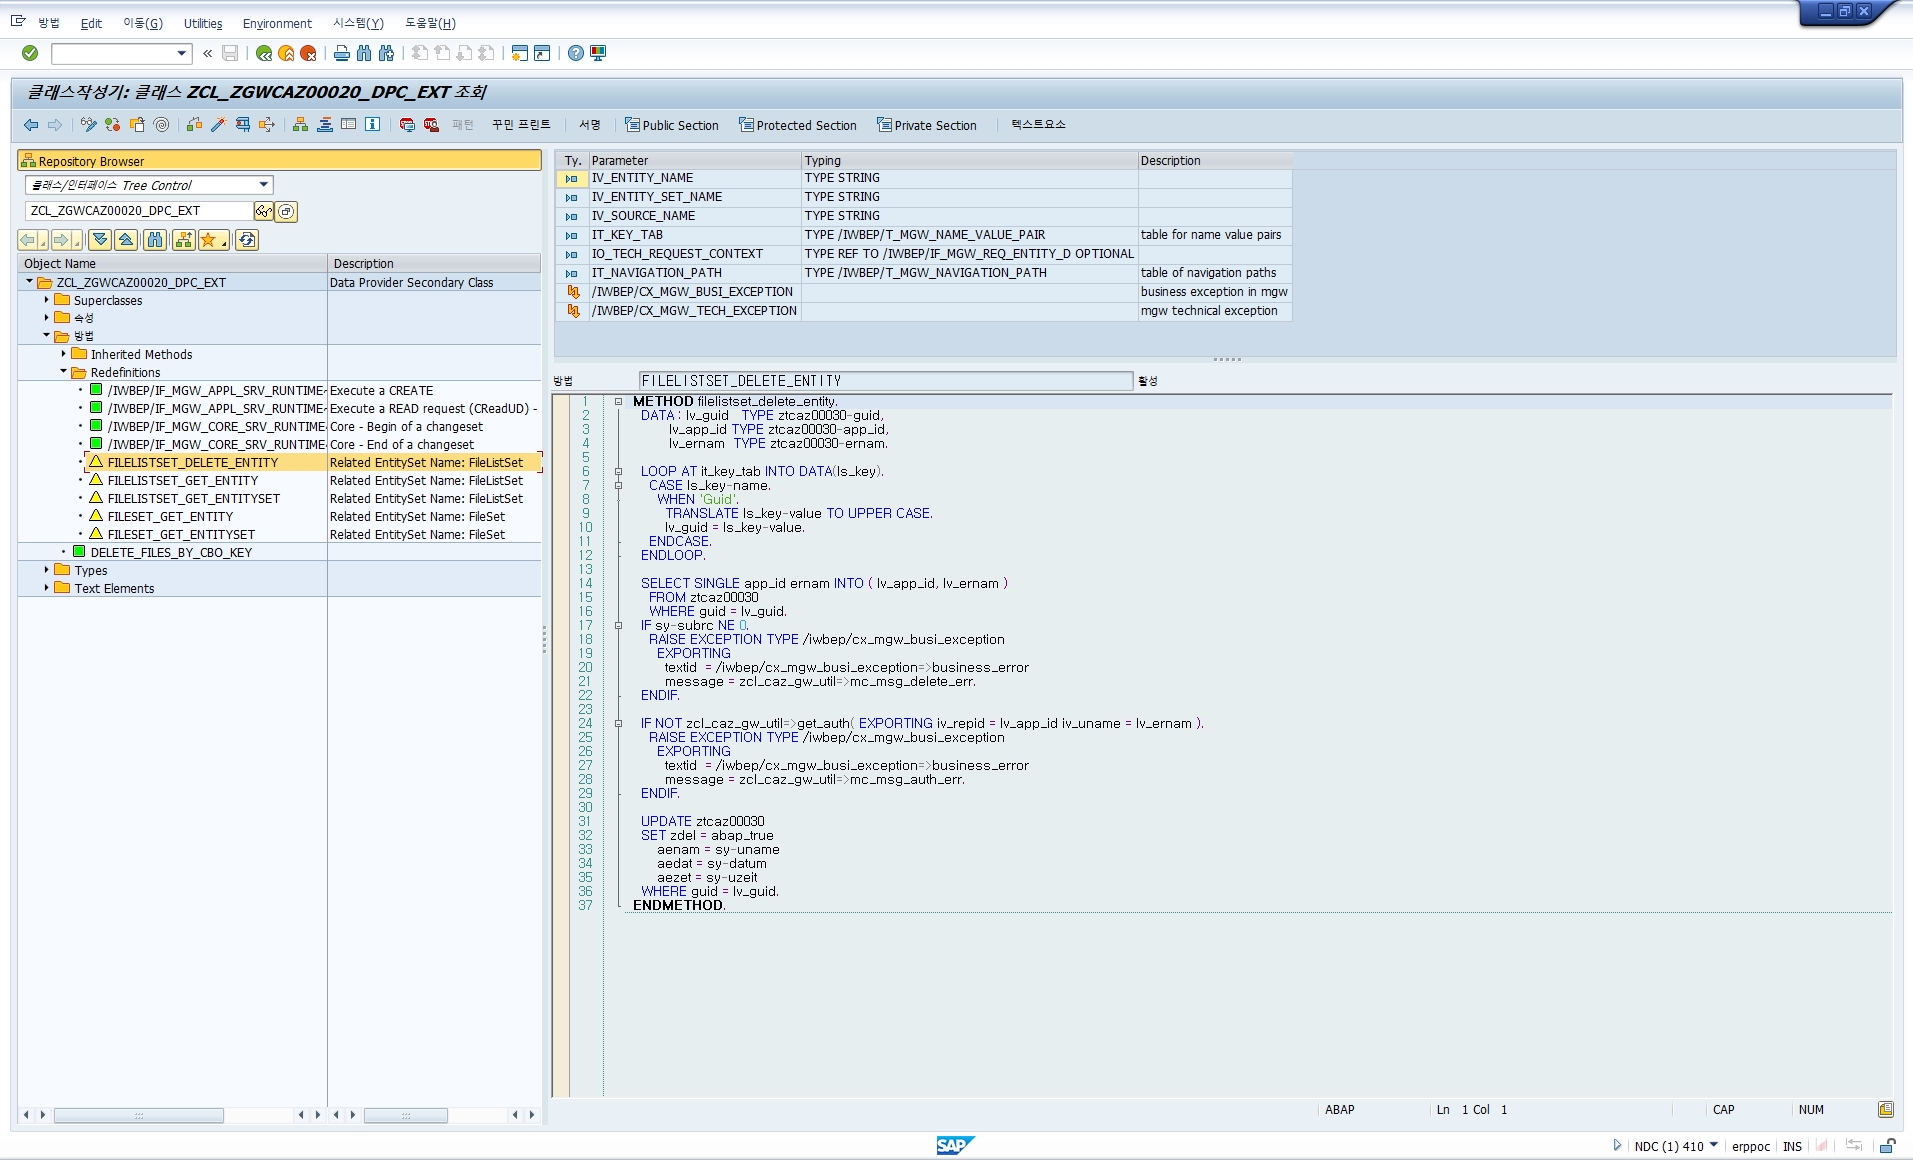 방법 Edit 이동(G) Utilities Environment 시스템(Y) 도움말(H)
클래스작성기: 클래스 ZCL_ZGWCAZ00020_DPC_EXT 조회
패턴 꾸민 프린트 서명 Public Section Protected Section Private Section 텍스트요소
Repository Browser
클래스/인터페이스 Tree Control
ZCL_ZGWCAZ00020_DPC_EXT
Object Name Description
ZCL_ZGWCAZ00020_DPC_EXT Data Provider Secondary Class
Superclasses
속성
방법
Inherited Methods
Redefinitions
/IWBEP/IF_MGW_APPL_SRV_RUNTIME~ Execute a CREATE
/IWBEP/IF_MGW_APPL_SRV_RUNTIME~ Execute a READ request (CReadUD) -
/IWBEP/IF_MGW_CORE_SRV_RUNTIME Core - Begin of a changeset
/IWBEP/IF_MGW_CORE_SRV_RUNTIME Core - End of a changeset
FILELISTSET_DELETE_ENTITY Related EntitySet Name: FileListSet
FILELISTSET_GET_ENTITY Related EntitySet Name: FileListSet
FILELISTSET_GET_ENTITYSET Related EntitySet Name: FileListSet
FILESET_GET_ENTITY Related EntitySet Name: FileSet
FILESET_GET_ENTITYSET Related EntitySet Name: FileSet
DELETE_FILES_BY_CBO_KEY
Types
Text Elements
Ty. Parameter Typing Description
IV_ENTITY_NAME TYPE STRING
IV_ENTITY_SET_NAME TYPE STRING
IV_SOURCE_NAME TYPE STRING
IT_KEY_TAB TYPE /IWBEP/T_MGW_NAME_VALUE_PAIR table for name value pairs
IO_TECH_REQUEST_CONTEXT TYPE REF TO /IWBEP/IF_MGW_REQ_ENTITY_D OPTIONAL
IT_NAVIGATION_PATH TYPE /IWBEP/T_MGW_NAVIGATION_PATH table of navigation paths
/IWBEP/CX_MGW_BUSI_EXCEPTION business exception in mgw
/IWBEP/CX_MGW_TECH_EXCEPTION mgw technical exception
방법 FILELISTSET_DELETE_ENTITY 활성
1 METHOD filelistset_delete_entity.
2 DATA : lv_guid TYPE ztcaz00030-guid,
3 lv_app_id TYPE ztcaz00030-app_id,
4 lv_ernam TYPE ztcaz00030-ernam.
5
6 LOOP AT it_key_tab INTO DATA(ls_key).
7 CASE ls_key-name.
8 WHEN 'Guid'.
9 TRANSLATE ls_key-value TO UPPER CASE.
10 lv_guid = ls_key-value.
11 ENDCASE.
12 ENDLOOP.
13
14 SELECT SINGLE app_id ernam INTO ( lv_app_id, lv_ernam )
15 FROM ztcaz00030
16 WHERE guid = lv_guid.
17 IF sy-subrc NE 0.
18 RAISE EXCEPTION TYPE /iwbep/cx_mgw_busi_exception
19 EXPORTING
20 textid = /iwbep/cx_mgw_busi_exception=>business_error
21 message = zcl_caz_gw_util=>mc_msg_delete_err.
22 ENDIF.
23
24 IF NOT zcl_caz_gw_util=>get_auth( EXPORTING iv_repid = lv_app_id iv_uname = lv_ernam ).
25 RAISE EXCEPTION TYPE /iwbep/cx_mgw_busi_exception
26 EXPORTING
27 textid = /iwbep/cx_mgw_busi_exception=>business_error
28 message = zcl_caz_gw_util=>mc_msg_auth_err.
29 ENDIF.
30
31 UPDATE ztcaz00030
32 SET zdel = abap_true
33 aenam = sy-uname
34 aedat = sy-datum
35 aezet = sy-uzeit
36 WHERE guid = lv_guid.
37 ENDMETHOD.
ABAP Ln 1 Col 1 CAP NUM
SAP NDC (1) 410 erppoc INS